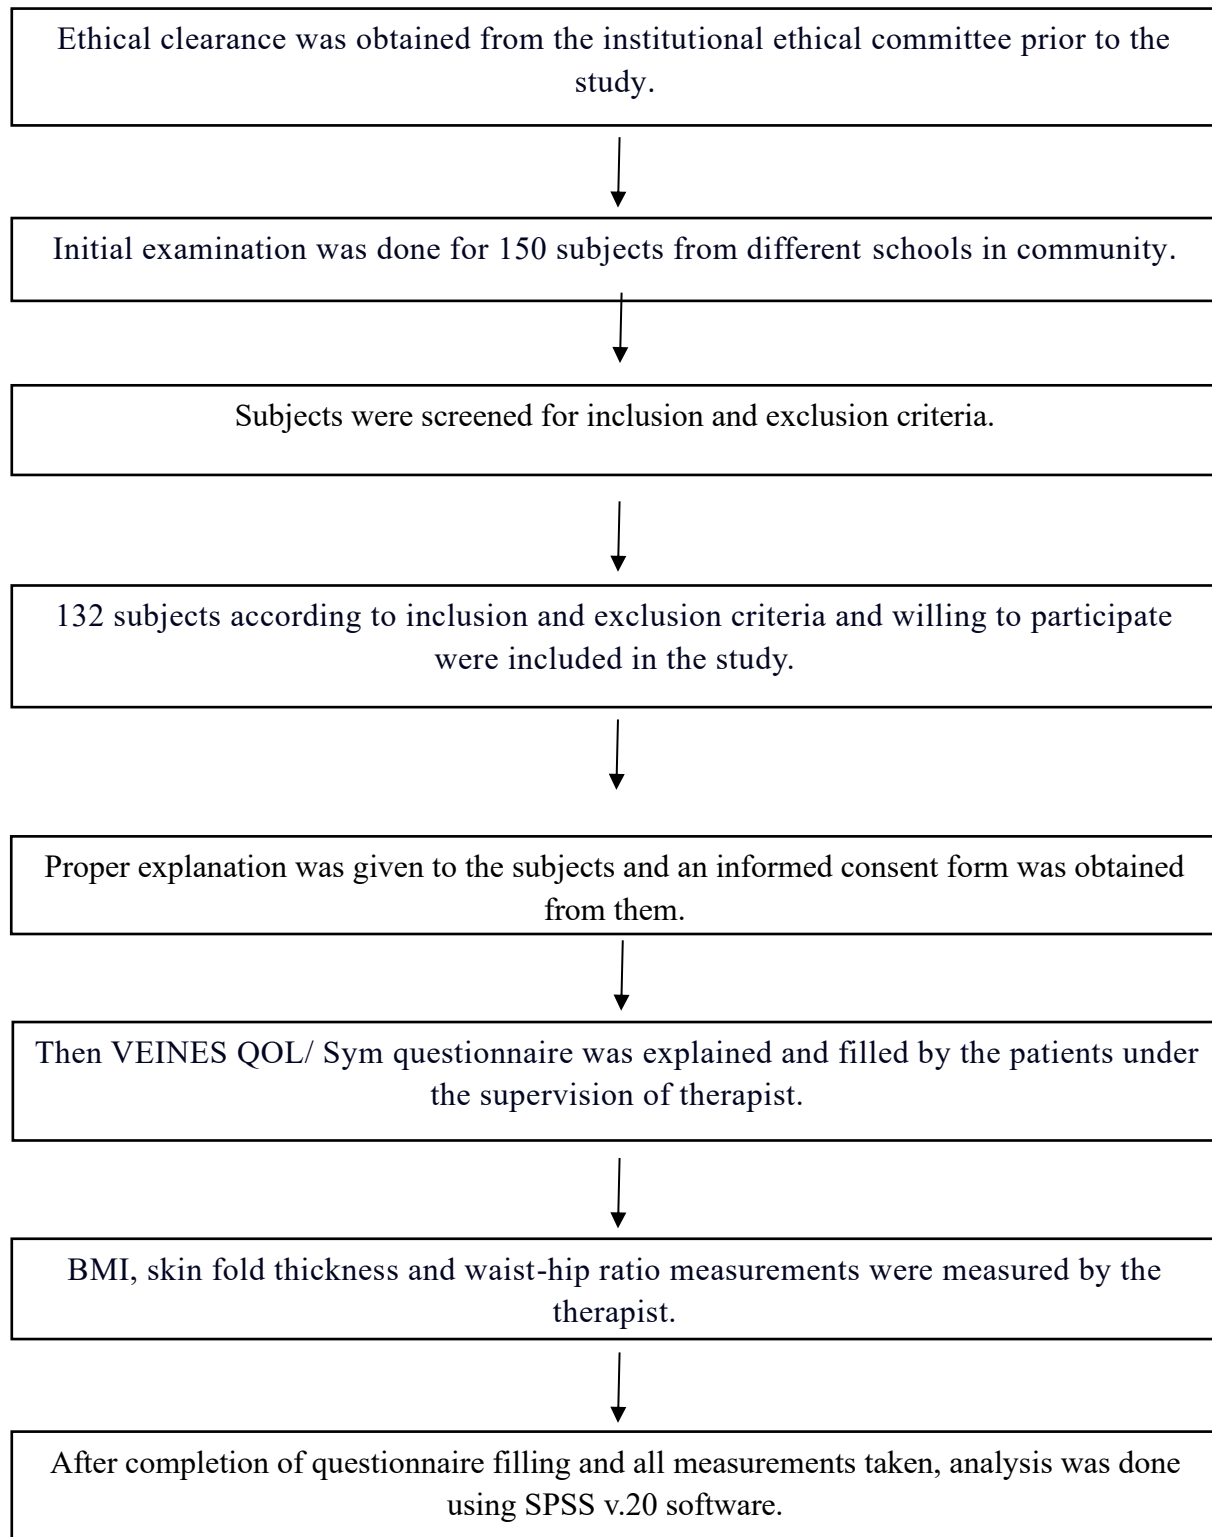 Ethical clearance was obtained from the institutional ethical committee prior to the
study.
Initial examination was done for 150 subjects from different schools in community.
Subjects were screened for inclusion and exclusion criteria.
132 subjects according to inclusion and exclusion criteria and willing to participate
were included in the study.
Proper explanation was given to the subjects and an informed consent form was obtained
from them.
Then VEINES QOL/ Sym questionnaire was explained and filled by the patients under
the supervision of therapist.
BMI, skin fold thickness and waist-hip ratio measurements were measured by the
therapist.
After completion of questionnaire filling and all measurements taken, analysis was done
using SPSS v.20 software.